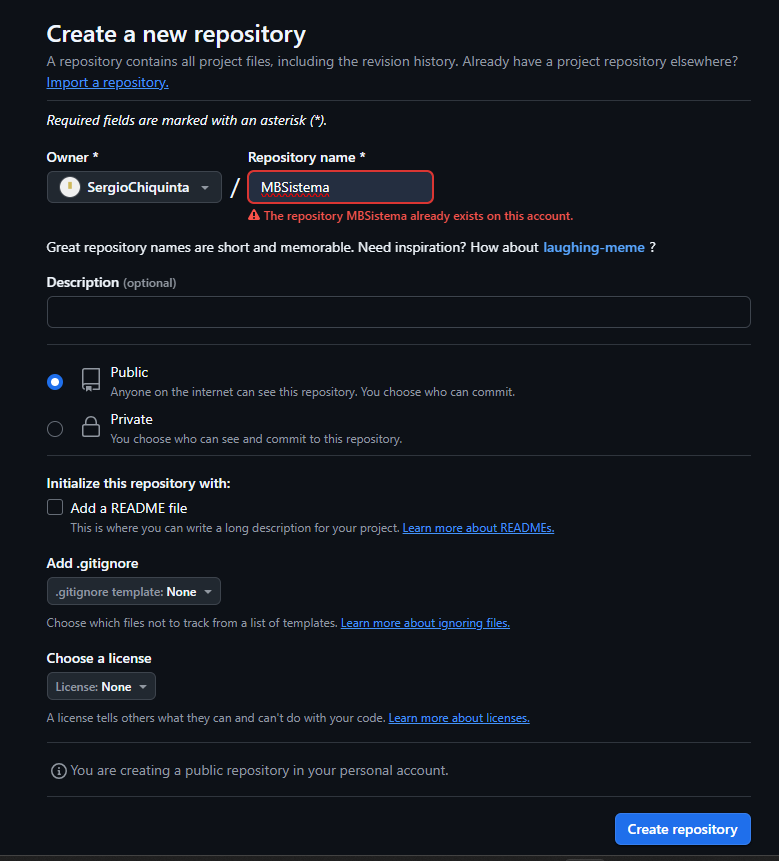 Create a new repository
A repository contains all project files, including the revision history. Already have a project repository elsewhere?
Import a repository.
Required fields are marked with an asterisk (*).
Owner * Repository name *
SergioChiquinta / MBSistema
The repository MBSistema already exists on this account.
Great repository names are short and memorable. Need inspiration? How about laughing-meme ?
Description (optional)
Public
Anyone on the internet can see this repository. You choose who can commit.
Private
You choose who can see and commit to this repository.
Initialize this repository with:
Add a README file
This is where you can write a long description for your project. Learn more about READMEs.
Add .gitignore
.gitignore template: None
Choose which files not to track from a list of templates. Learn more about ignoring files.
Choose a license
License: None
A license tells others what they can and can't do with your code. Learn more about licenses.
You are creating a public repository in your personal account.
Create repository